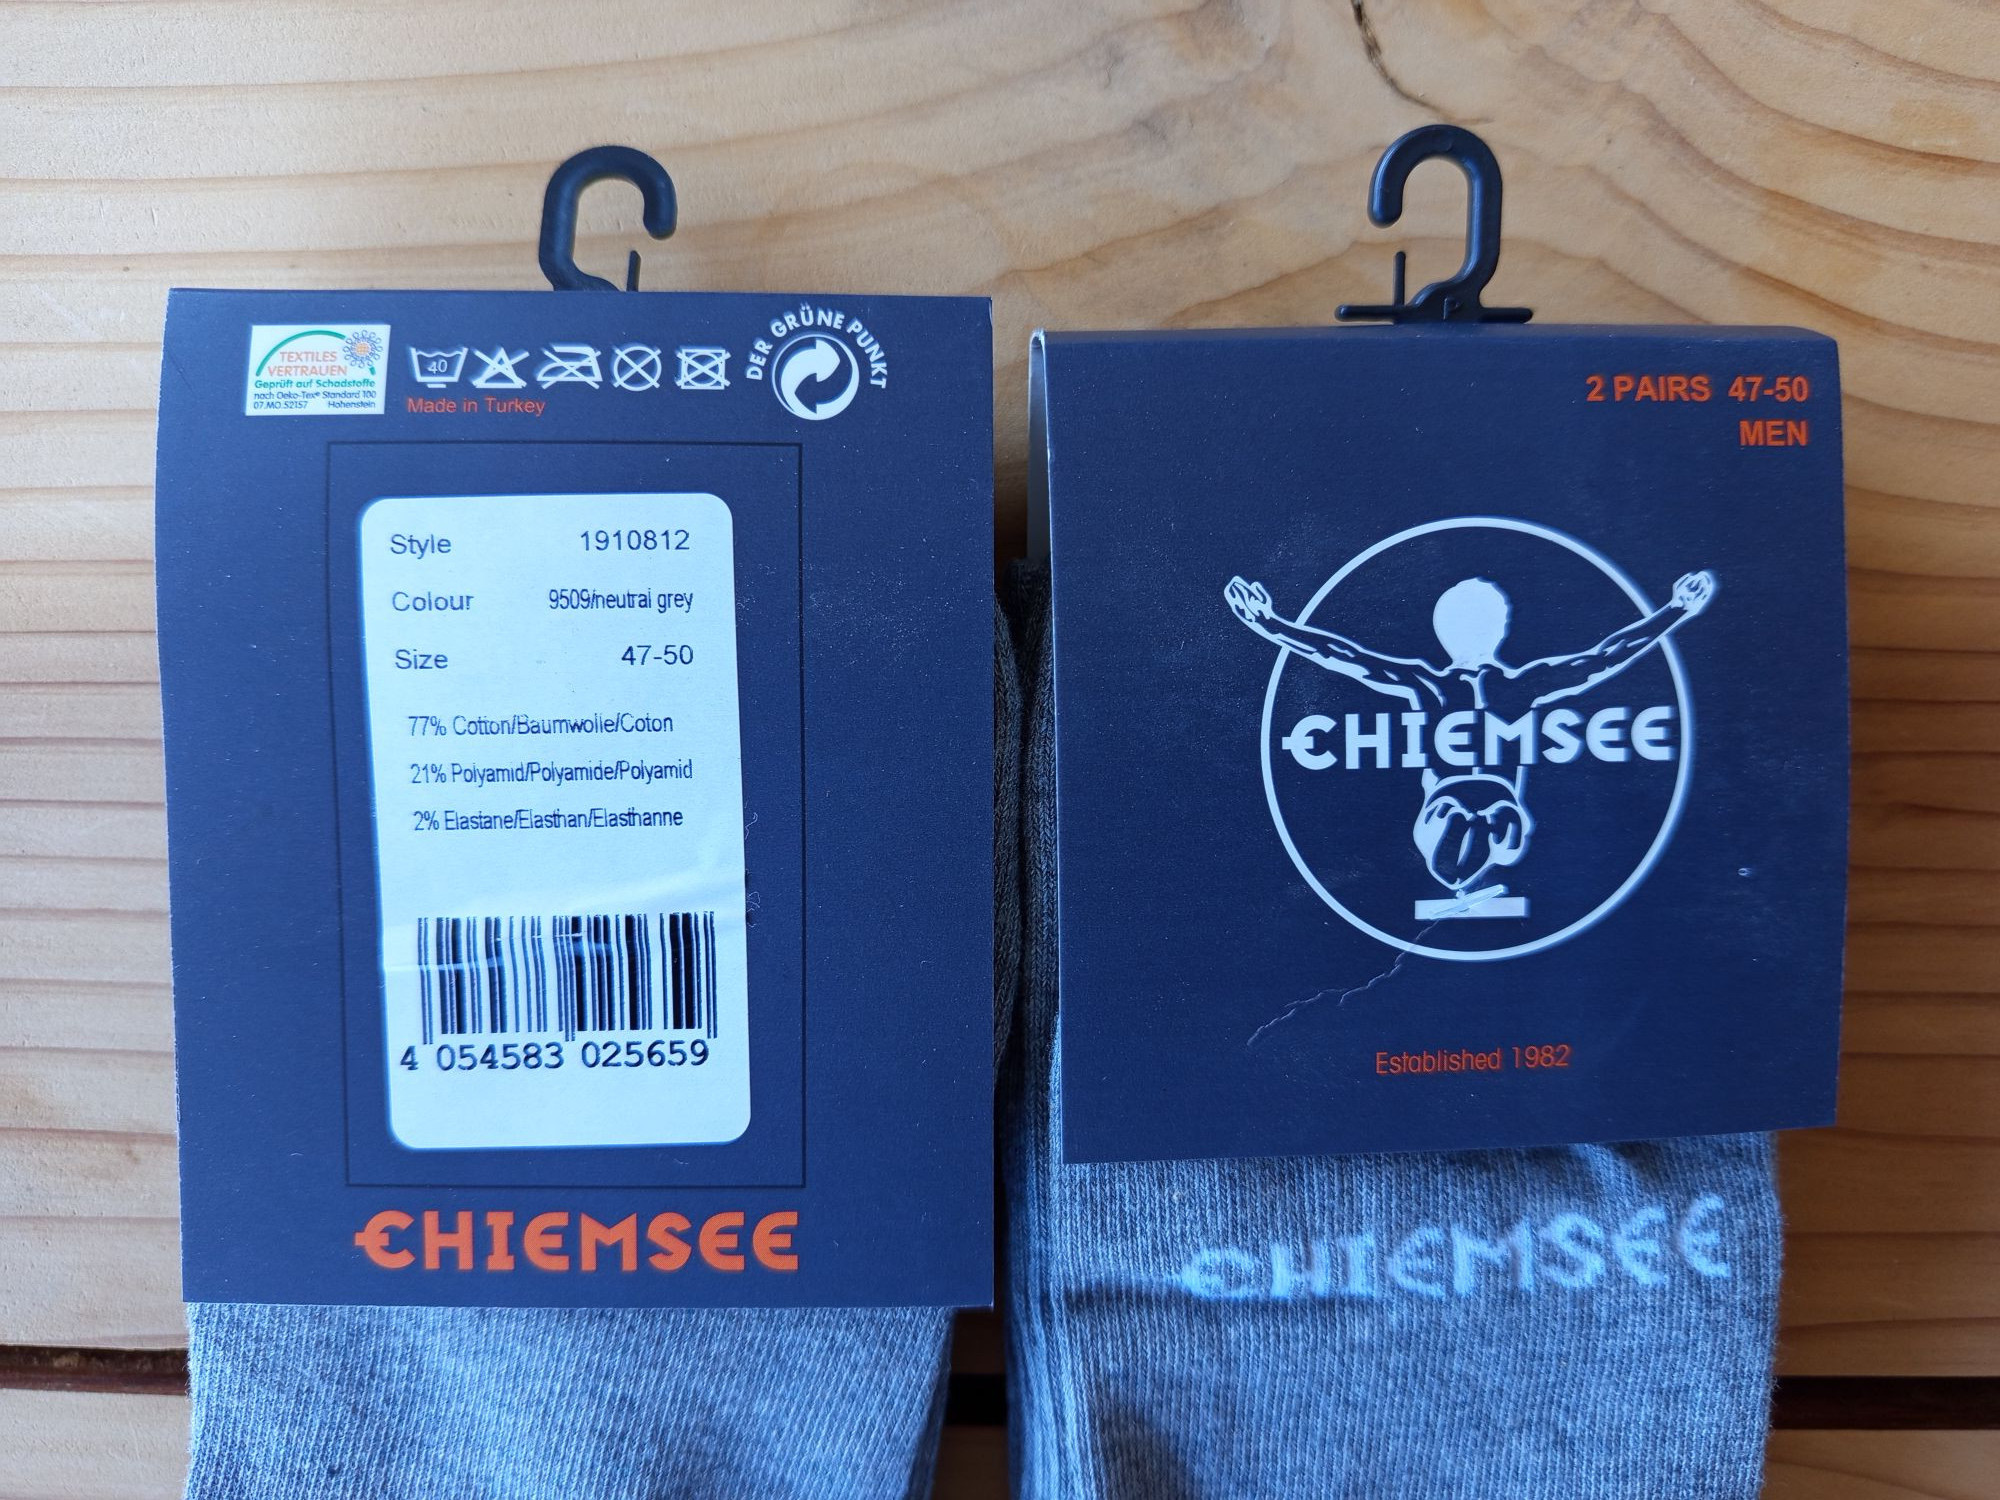 TEXTILES
VERTRAUEN
Geprüft auf Schadstoffe
nach Oeko-Tex® Standard 100
07.MO.52157 Hohenstein
40
Made in Turkey
DER GRÜNE PUNKT
Style 1910812
Colour 9509/neutral grey
Size 47-50
77% Cotton/Baumwolle/Coton
21% Polyamid/Polyamide/Polyamid
2% Elastane/Elasthan/Elasthanne
4 054583 025659
CHIEMSEE
2 PAIRS 47-50
MEN
CHIEMSEE
Established 1982
CHIEMSEE